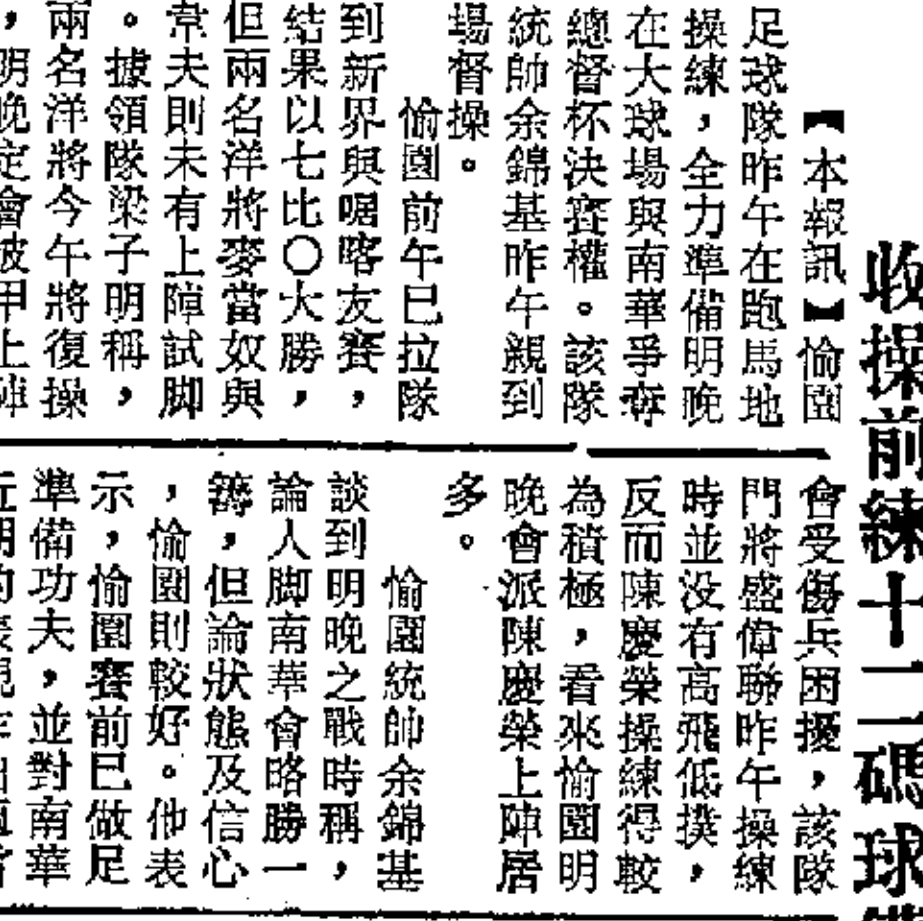 收操前練十二碼球
【本報訊】愉園
足球隊昨午在跑馬地
操練，全力準備明晚
在大球場與南華爭奪
總督杯決賽權。該隊
統帥余錦基昨午親到
場督操。
愉園前午已拉隊
到新界與啹喀友賽，
結果以七比〇大勝，
但兩名洋將麥當奴與
韋夫則未有上陣試脚
。據領隊梁子明稱，
兩名洋將今午將復操
，明晚定會披甲上陣
會受傷兵困擾，該隊
門將盛偉聯昨午操練
時並没有高飛低撲，
反而陳慶榮操練得較
為積極，看來愉園明
晚會派陳慶榮上陣居
多。
愉園統帥余錦基
談到明晚之戰時稱，
論人脚南華會略勝一
籌，但論狀態及信心
，愉園則較好。他表
示，愉園賽前已做足
準備功夫，並對南華
近期的表現